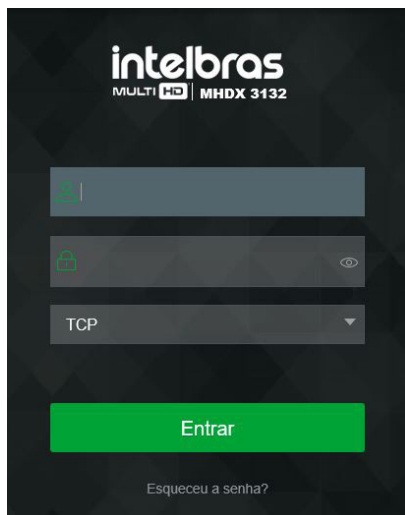 intelbras
MULTI HD MHDX 3132
TCP
Entrar
Esqueceu a senha?